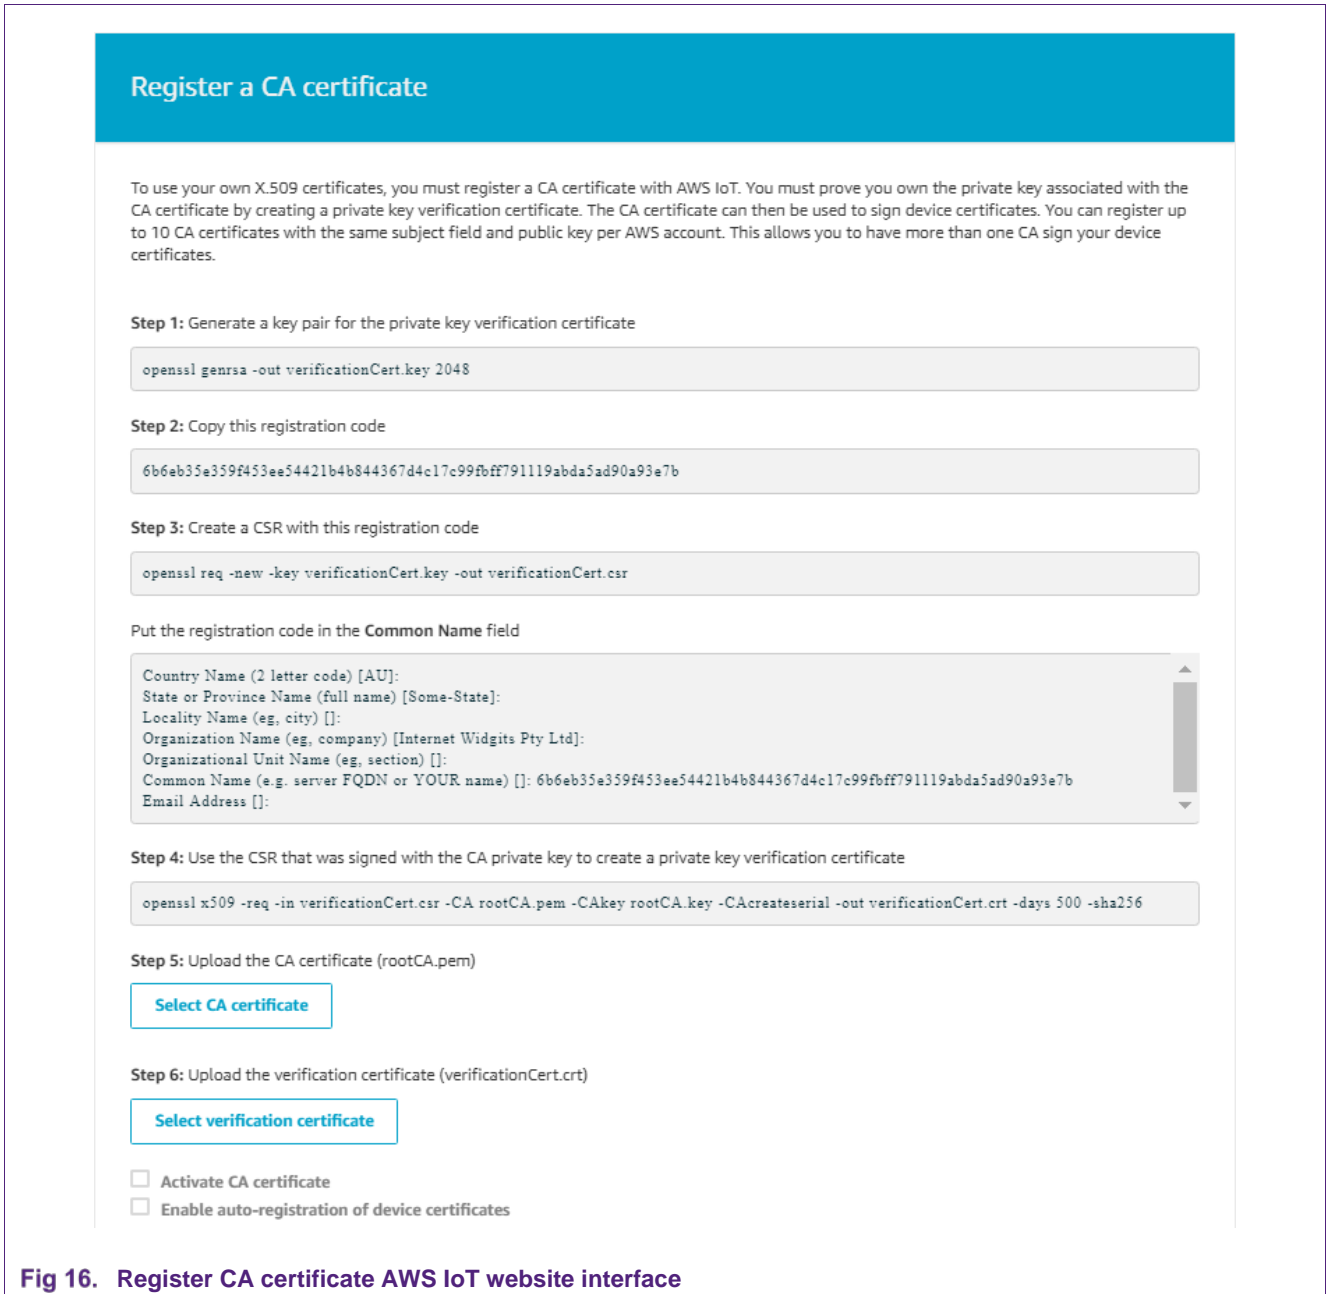 Register a CA certificate
To use your own X.509 certificates, you must register a CA certificate with AWS IoT. You must prove you own the private key associated with the
CA certificate by creating a private key verification certificate. The CA certificate can then be used to sign device certificates. You can register up
to 10 CA certificates with the same subject field and public key per AWS account. This allows you to have more than one CA sign your device
certificates.
Step 1: Generate a key pair for the private key verification certificate
openssl genrsa -out verificationCert.key 2048
Step 2: Copy this registration code
6b6eb35e359f453ee54421b4b844367d4c17c99fbff791119abda5ad90a93e7b
Step 3: Create a CSR with this registration code
openssl req -new -key verificationCert.key -out verificationCert.csr
Put the registration code in the Common Name field
Country Name (2 letter code) [AU]:
State or Province Name (full name) [Some-State]:
Locality Name (eg, city) []:
Organization Name (eg, company) [Internet Widgits Pty Ltd]:
Organizational Unit Name (eg, section) []:
Common Name (e.g. server FQDN or YOUR name) []: 6b6eb35e359f453ee54421b4b844367d4c17c99fbff791119abda5ad90a93e7b
Email Address []:
Step 4: Use the CSR that was signed with the CA private key to create a private key verification certificate
openssl x509 -req -in verificationCert.csr -CA rootCA.pem -CAkey rootCA.key -CAcreateserial -out verificationCert.crt -days 500 -sha256
Step 5: Upload the CA certificate (rootCA.pem)
Select CA certificate
Step 6: Upload the verification certificate (verificationCert.crt)
Select verification certificate
Activate CA certificate
Enable auto-registration of device certificates
Fig 16. Register CA certificate AWS IoT website interface